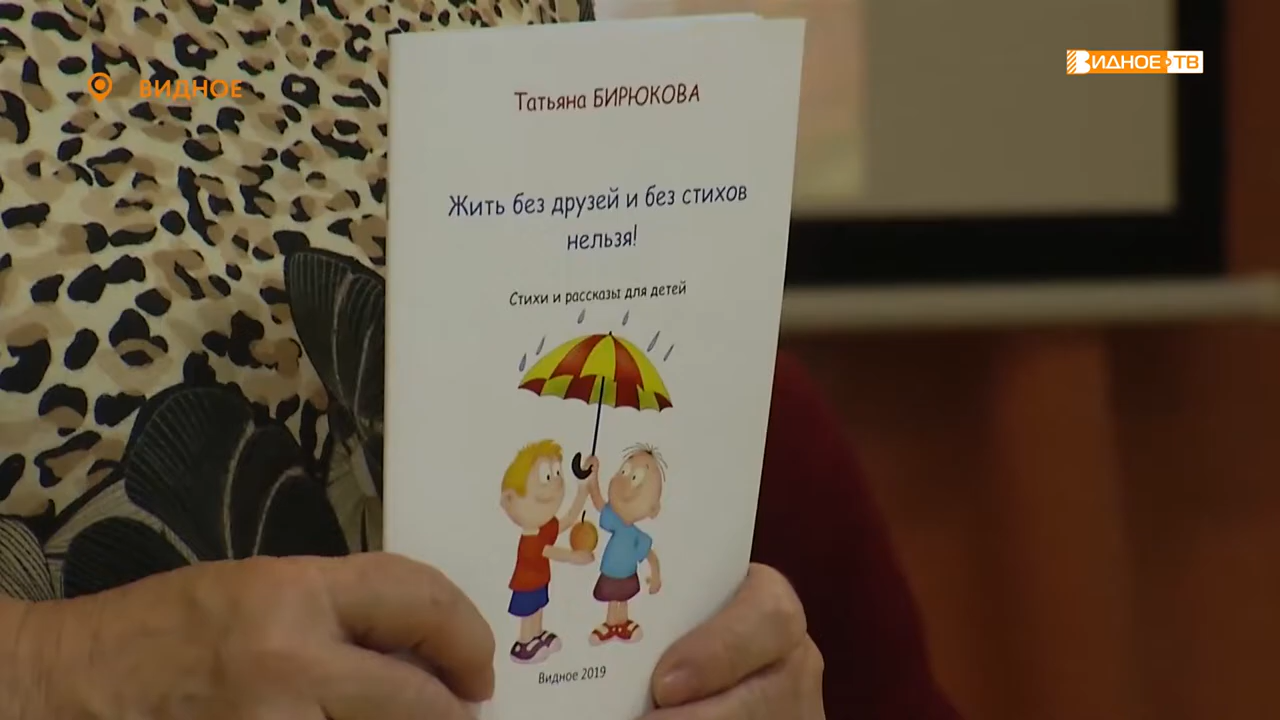 ВИДНОЕ
ВИДНОЕ ТВ
Татьяна БИРЮКОВА
Жить без друзей и без стихов
нельзя!
Стихи и рассказы для детей
Видное 2019